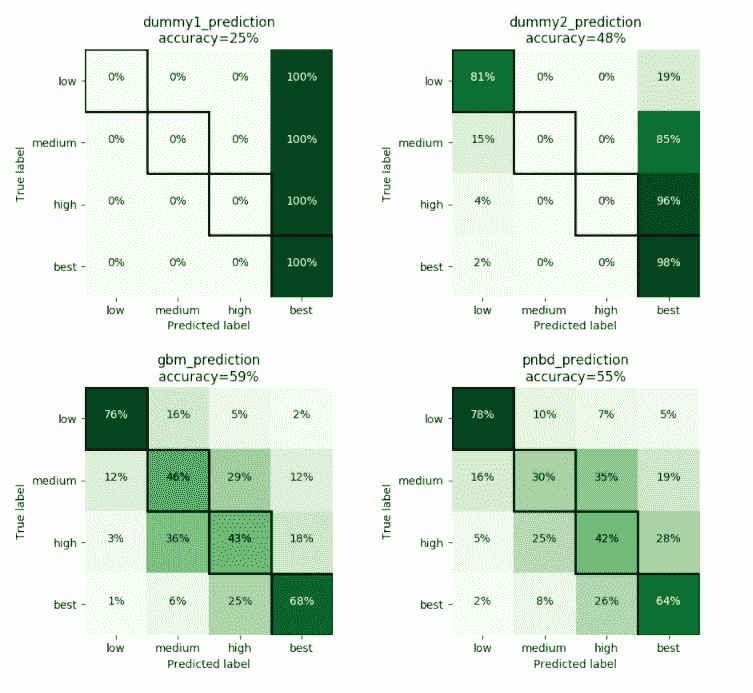 dummy1_prediction
accuracy=25%
True label
low
0% 0% 0% 100%
medium
0% 0% 0% 100%
high
0% 0% 0% 100%
best
0% 0% 0% 100%
low medium high best
Predicted label
dummy2_prediction
accuracy=48%
True label
low
81% 0% 0% 19%
medium
15% 0% 0% 85%
high
4% 0% 0% 96%
best
2% 0% 0% 98%
low medium high best
Predicted label
gbm_prediction
accuracy=59%
True label
low
76% 16% 5% 2%
medium
12% 46% 29% 12%
high
3% 36% 43% 18%
best
1% 6% 25% 68%
low medium high best
Predicted label
pnbd_prediction
accuracy=55%
True label
low
78% 10% 7% 5%
medium
16% 30% 35% 19%
high
5% 25% 42% 28%
best
2% 8% 26% 64%
low medium high best
Predicted label